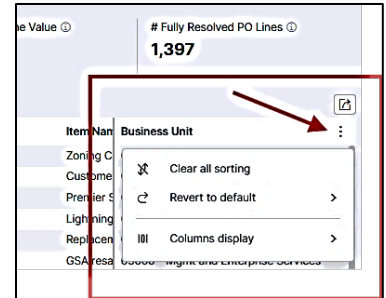 ne Value ⓘ
# Fully Resolved PO Lines ⓘ
1,397
Item Nam Business Unit
Zoning C
Clear all sorting
Custome
Premier S
Revert to default
Lightning
Replacen
Columns display
GSA resa Mgmt and Enterprise Services